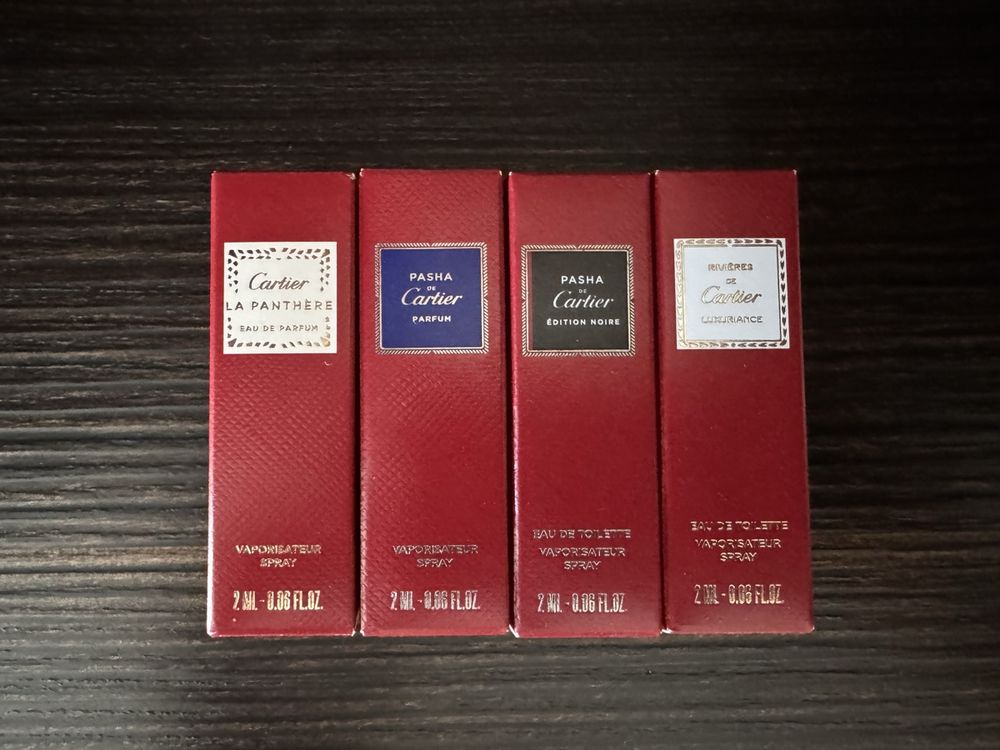 Cartier
LA PANTHÈRE
EAU DE PARFUM
VAPORISATEUR
SPRAY
2 ML - 0.06 FL.OZ.
PASHA
DE
Cartier
PARFUM
VAPORISATEUR
SPRAY
2 ML - 0.06 FL.OZ.
PASHA
DE
Cartier
ÉDITION NOIRE
EAU DE TOILETTE
VAPORISATEUR
SPRAY
2 ML - 0.06 FL.OZ.
RIVIÈRES
DE
Cartier
LUXURIANCE
EAU DE TOILETTE
VAPORISATEUR
SPRAY
2 ML - 0.06 FL.OZ.